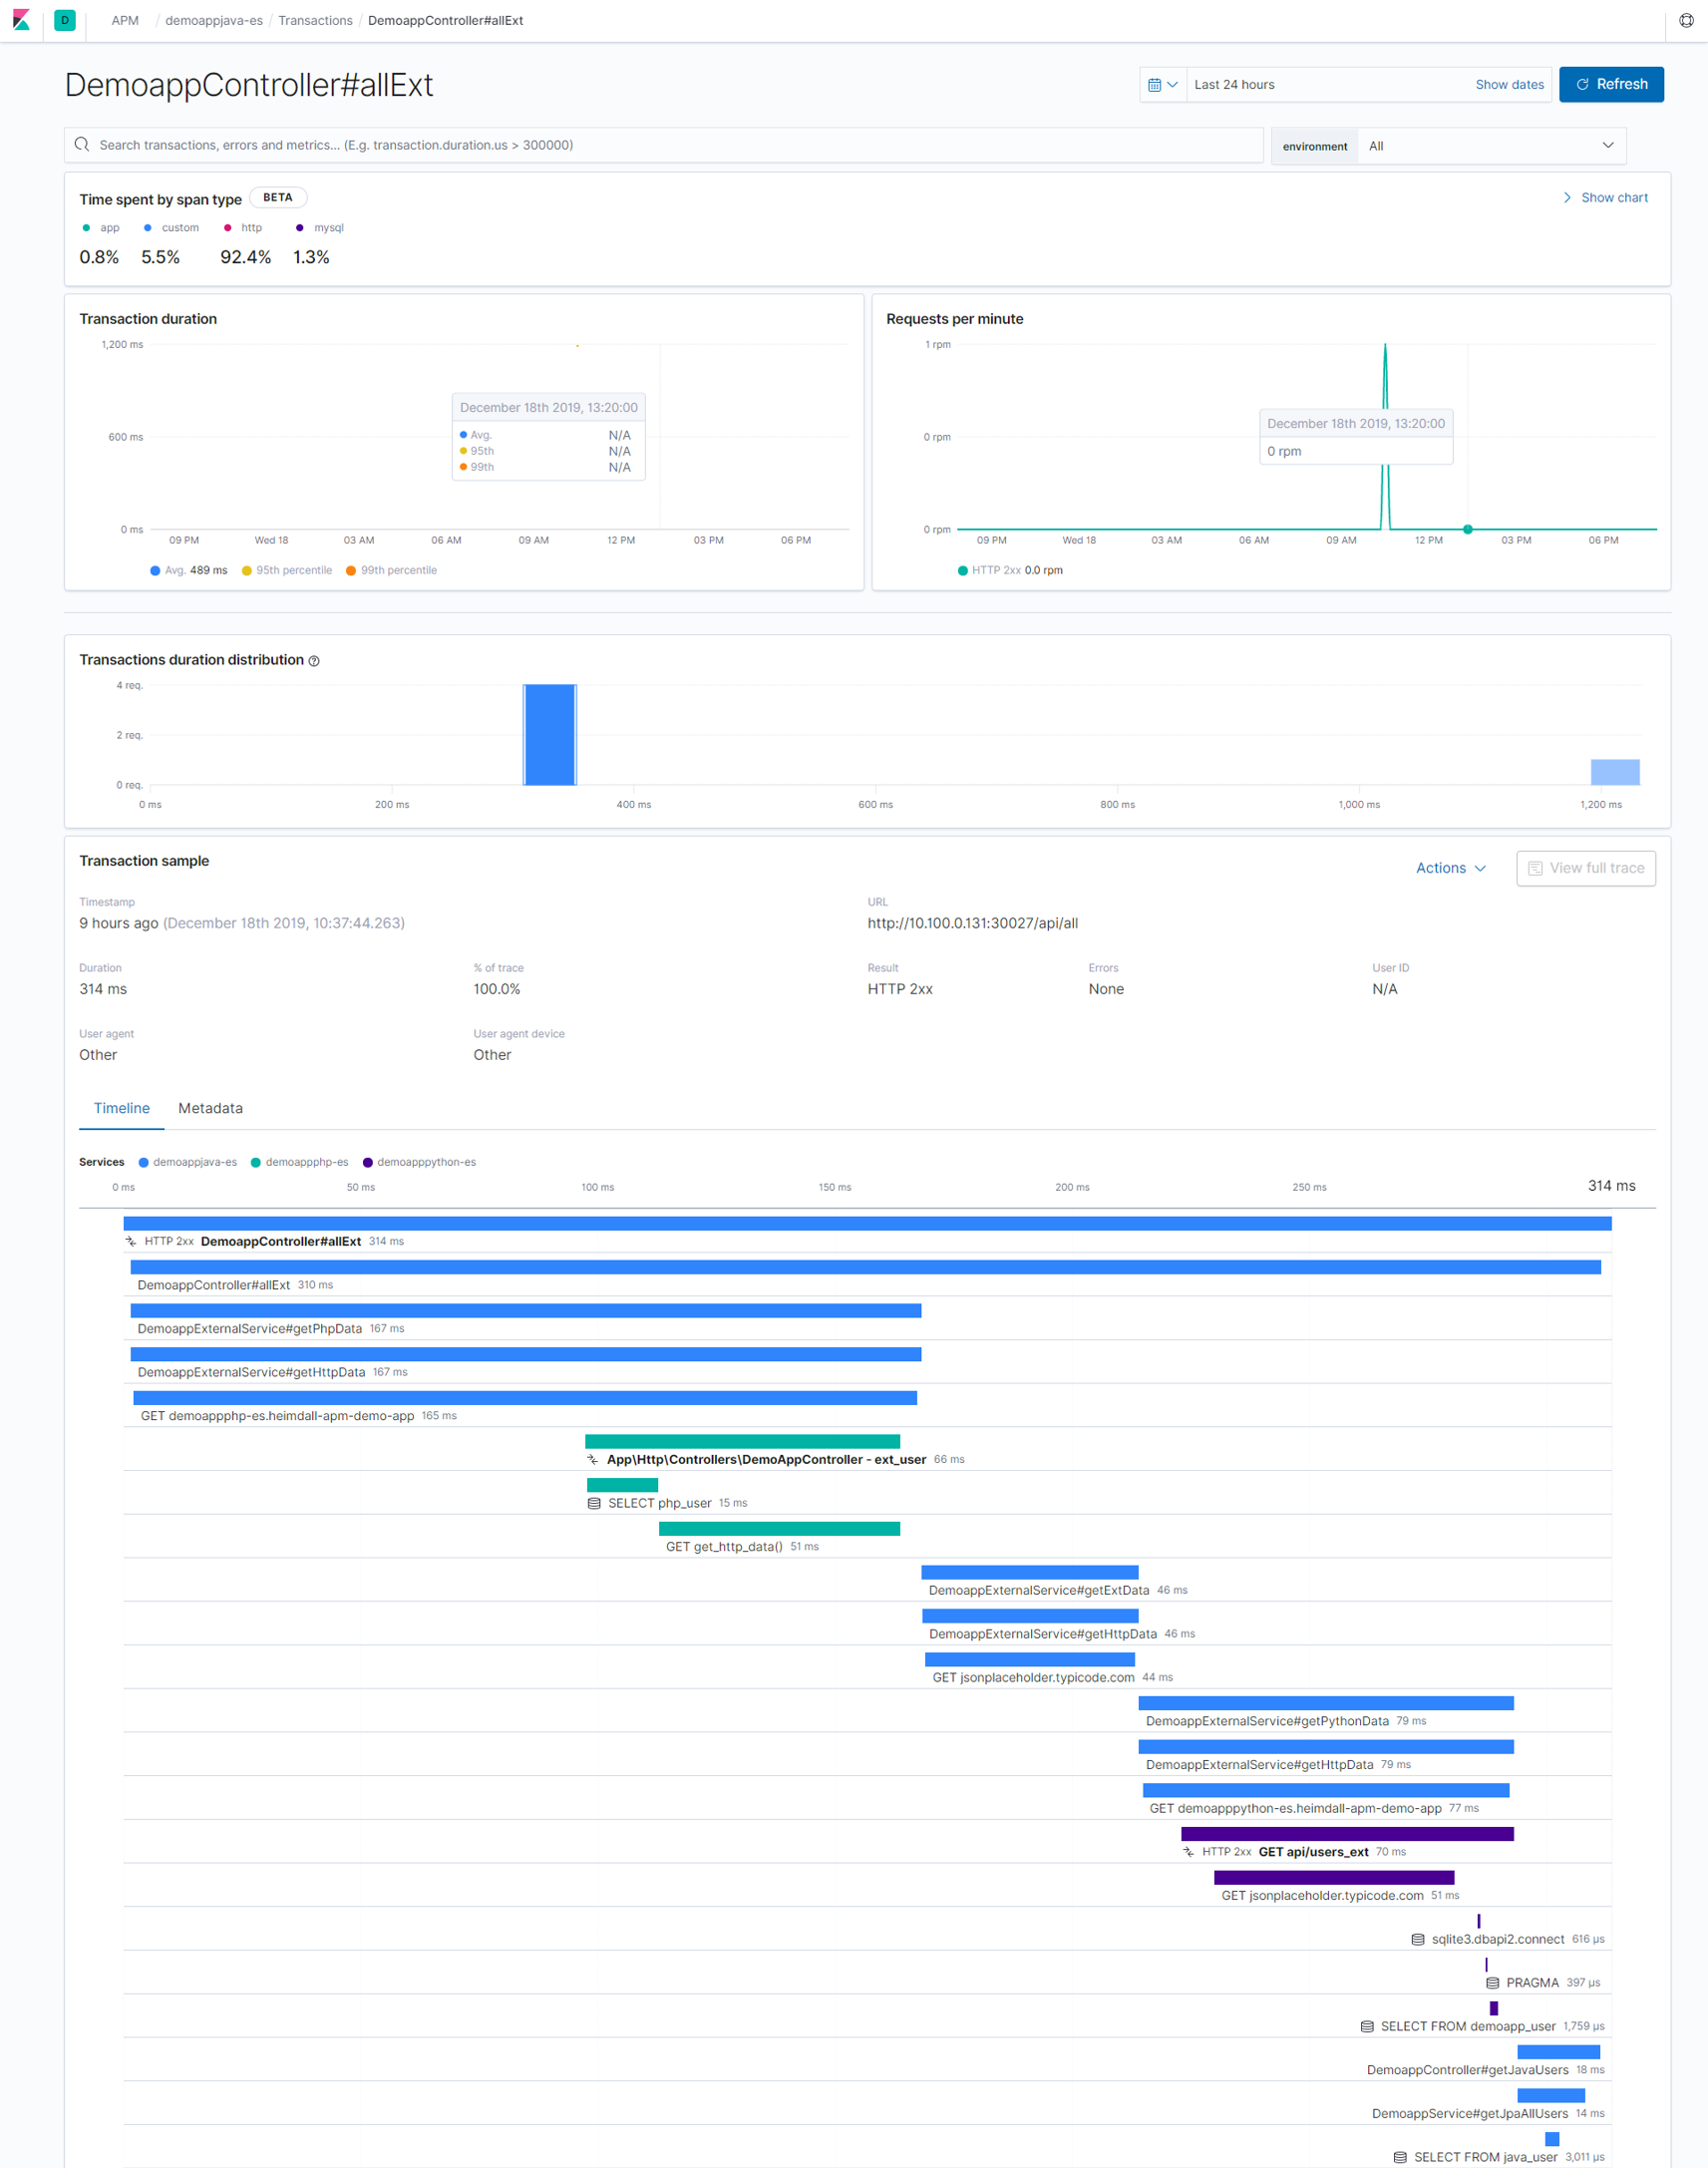 D APM / demoappjava-es / Transactions / DemoappController#allExt
DemoappController#allExt
Last 24 hours Show dates Refresh
Search transactions, errors and metrics... (E.g. transaction.duration.us > 300000)
environment All
Time spent by span type BETA Show chart
app custom http mysql
0.8% 5.5% 92.4% 1.3%
Transaction duration
1,200 ms
December 18th 2019, 13:20:00
Avg. N/A
600 ms
95th N/A
99th N/A
0 ms
09 PM Wed 18 03 AM 06 AM 09 AM 12 PM 03 PM 06 PM
Avg. 489 ms 95th percentile 99th percentile
Requests per minute
1 rpm
December 18th 2019, 13:20:00
0 rpm
0 rpm
0 rpm
09 PM Wed 18 03 AM 06 AM 09 AM 12 PM 03 PM 06 PM
HTTP 2xx 0.0 rpm
Transactions duration distribution
4 req.
2 req.
0 req.
0 ms 200 ms 400 ms 600 ms 800 ms 1,000 ms 1,200 ms
Transaction sample
Actions View full trace
Timestamp URL
9 hours ago (December 18th 2019, 10:37:44.263) http://10.100.0.131:30027/api/all
Duration % of trace Result Errors User ID
314 ms 100.0% HTTP 2xx None N/A
User agent User agent device
Other Other
Timeline Metadata
Services demoappjava-es demoappphp-es demoapppython-es
0 ms 50 ms 100 ms 150 ms 200 ms 250 ms 314 ms
HTTP 2xx DemoappController#allExt 314 ms
DemoappController#allExt 310 ms
DemoappExternalService#getPhpData 167 ms
DemoappExternalService#getHttpData 167 ms
GET demoappphp-es.heimdall-apm-demo-app 165 ms
App\Http\Controllers\DemoAppController - ext_user 66 ms
SELECT php_user 15 ms
GET get_http_data() 51 ms
DemoappExternalService#getExtData 46 ms
DemoappExternalService#getHttpData 46 ms
GET jsonplaceholder.typicode.com 44 ms
DemoappExternalService#getPythonData 79 ms
DemoappExternalService#getHttpData 79 ms
GET demoapppython-es.heimdall-apm-demo-app 77 ms
HTTP 2xx GET api/users_ext 70 ms
GET jsonplaceholder.typicode.com 51 ms
sqlite3.dbapi2.connect 616 μs
PRAGMA 397 μs
SELECT FROM demoapp_user 1,759 μs
DemoappController#getJavaUsers 18 ms
DemoappService#getJpaAllUsers 14 ms
SELECT FROM java_user 3,011 μs